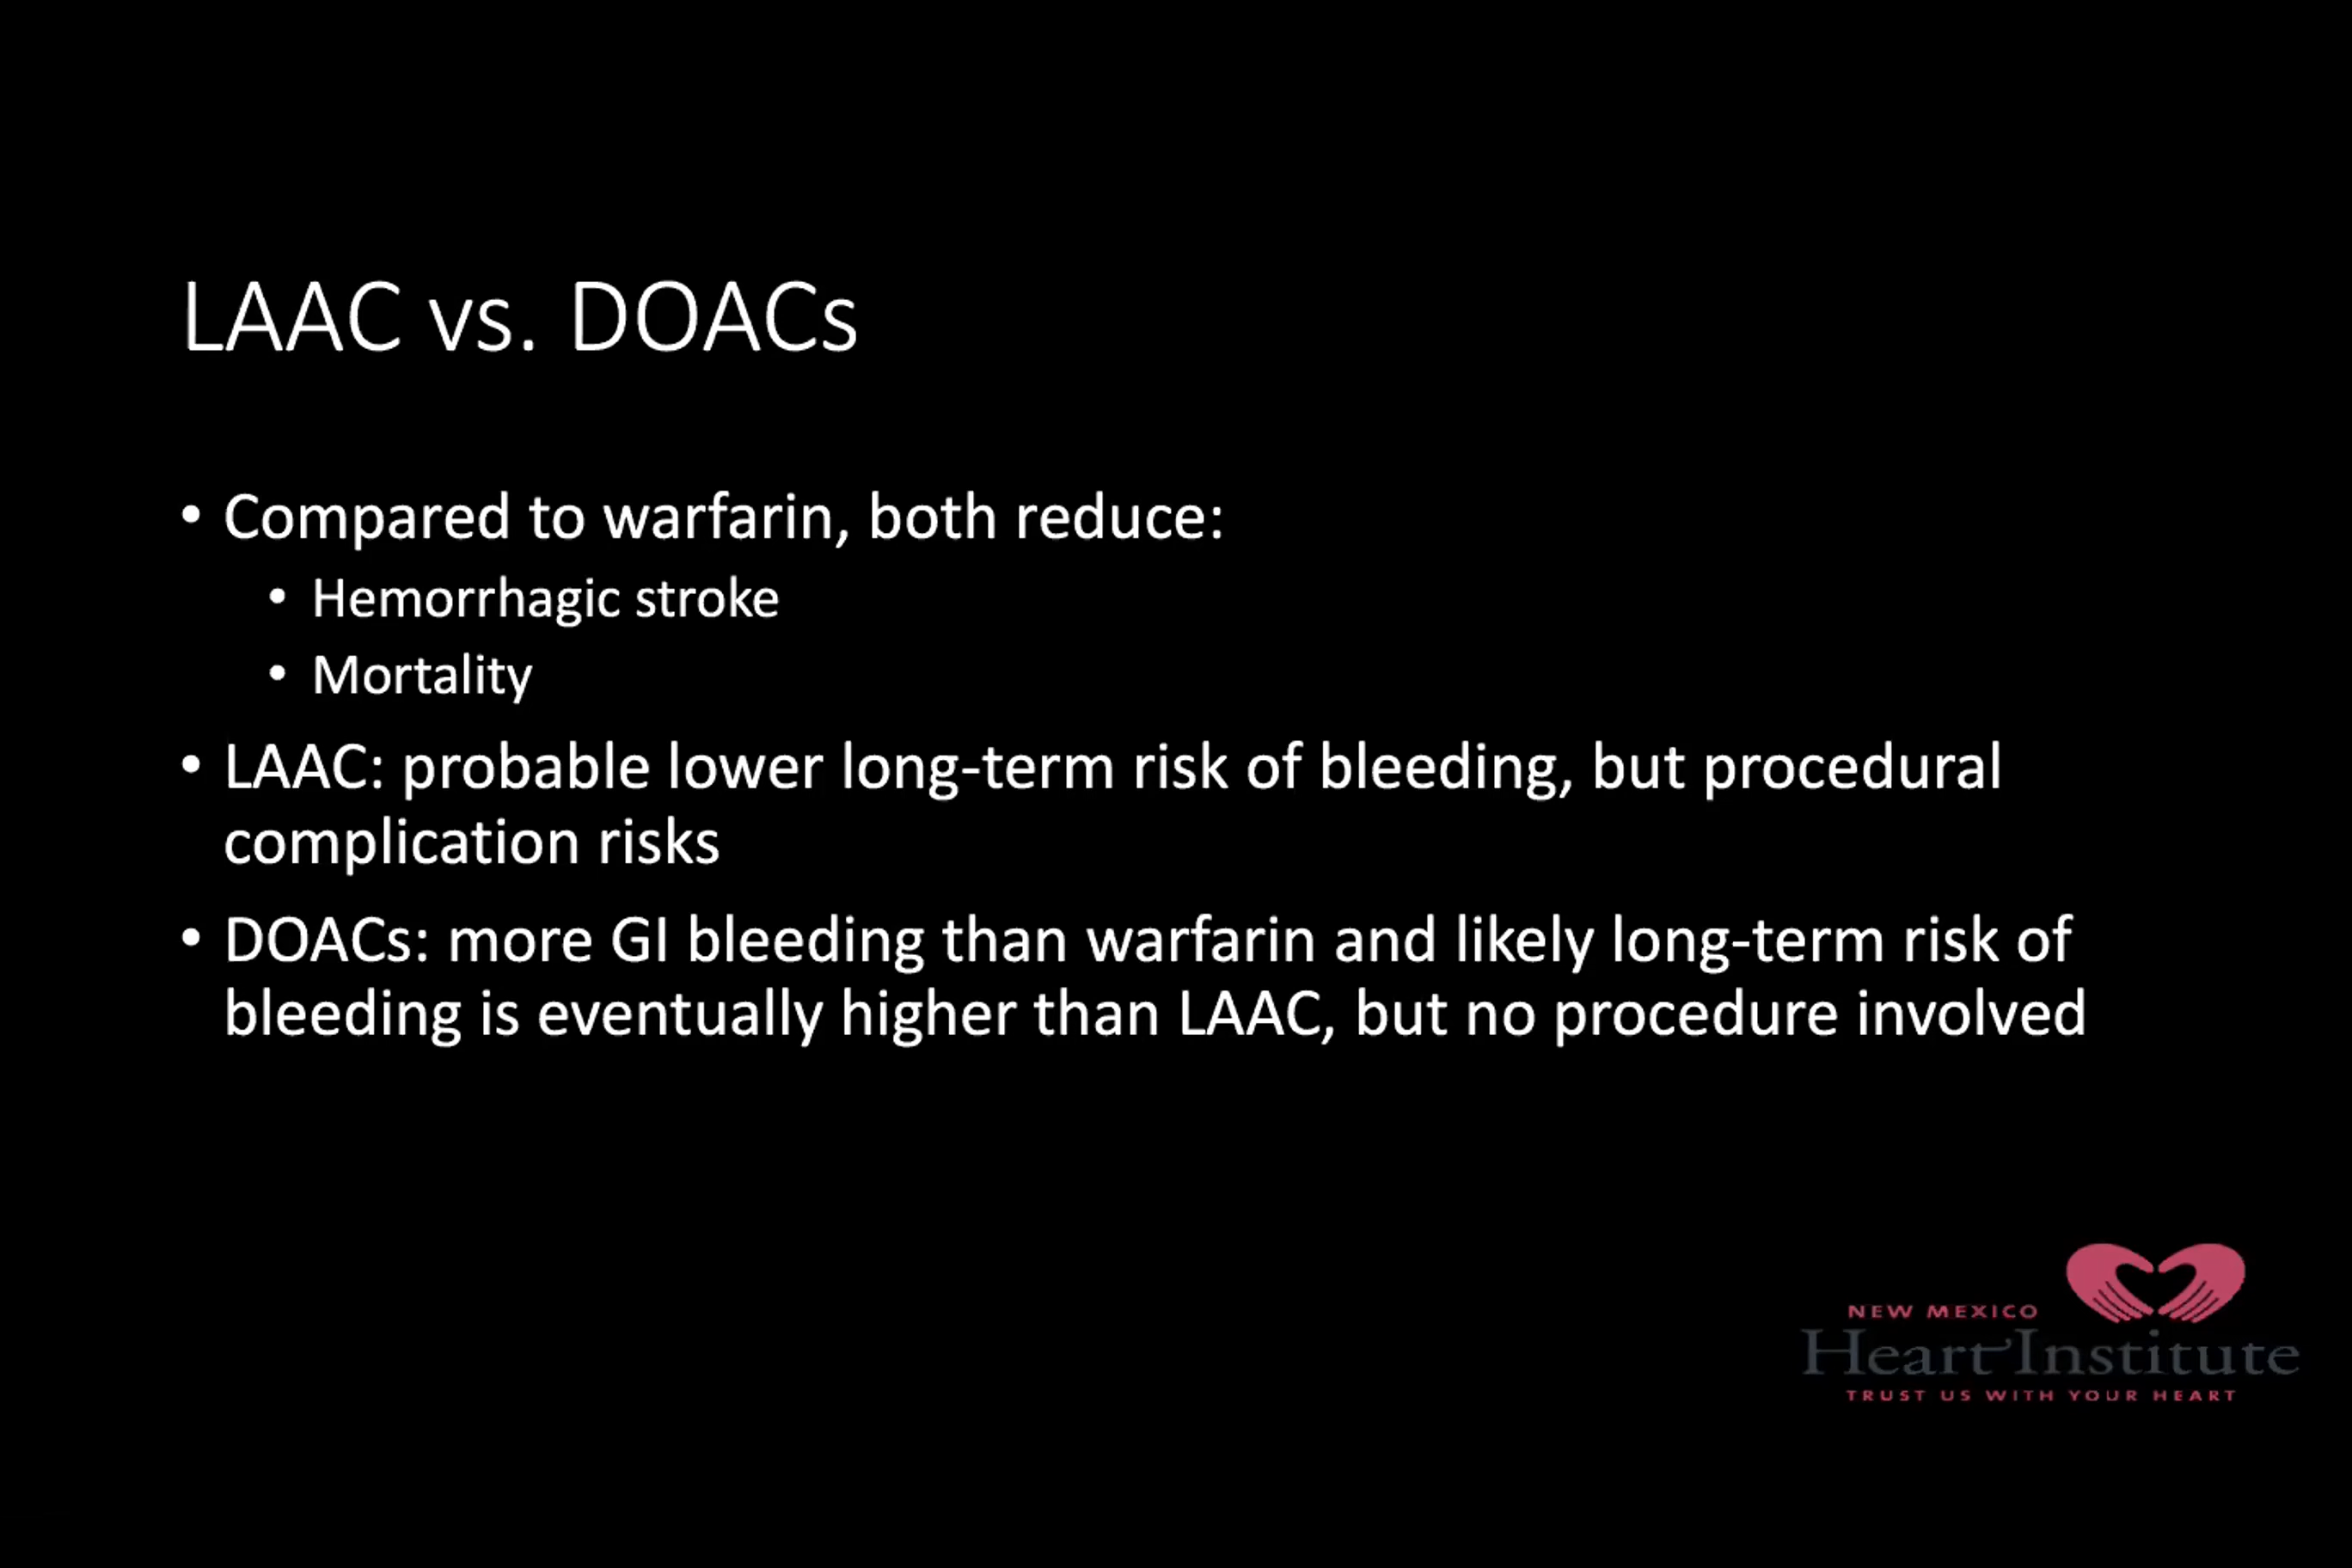 LAAC vs. DOACs
• Compared to warfarin, both reduce:
• Hemorrhagic stroke
• Mortality
• LAAC: probable lower long-term risk of bleeding, but procedural
complication risks
• DOACs: more GI bleeding than warfarin and likely long-term risk of
bleeding is eventually higher than LAAC, but no procedure involved
NEW MEXICO
Heart Institute
TRUST US WITH YOUR HEART